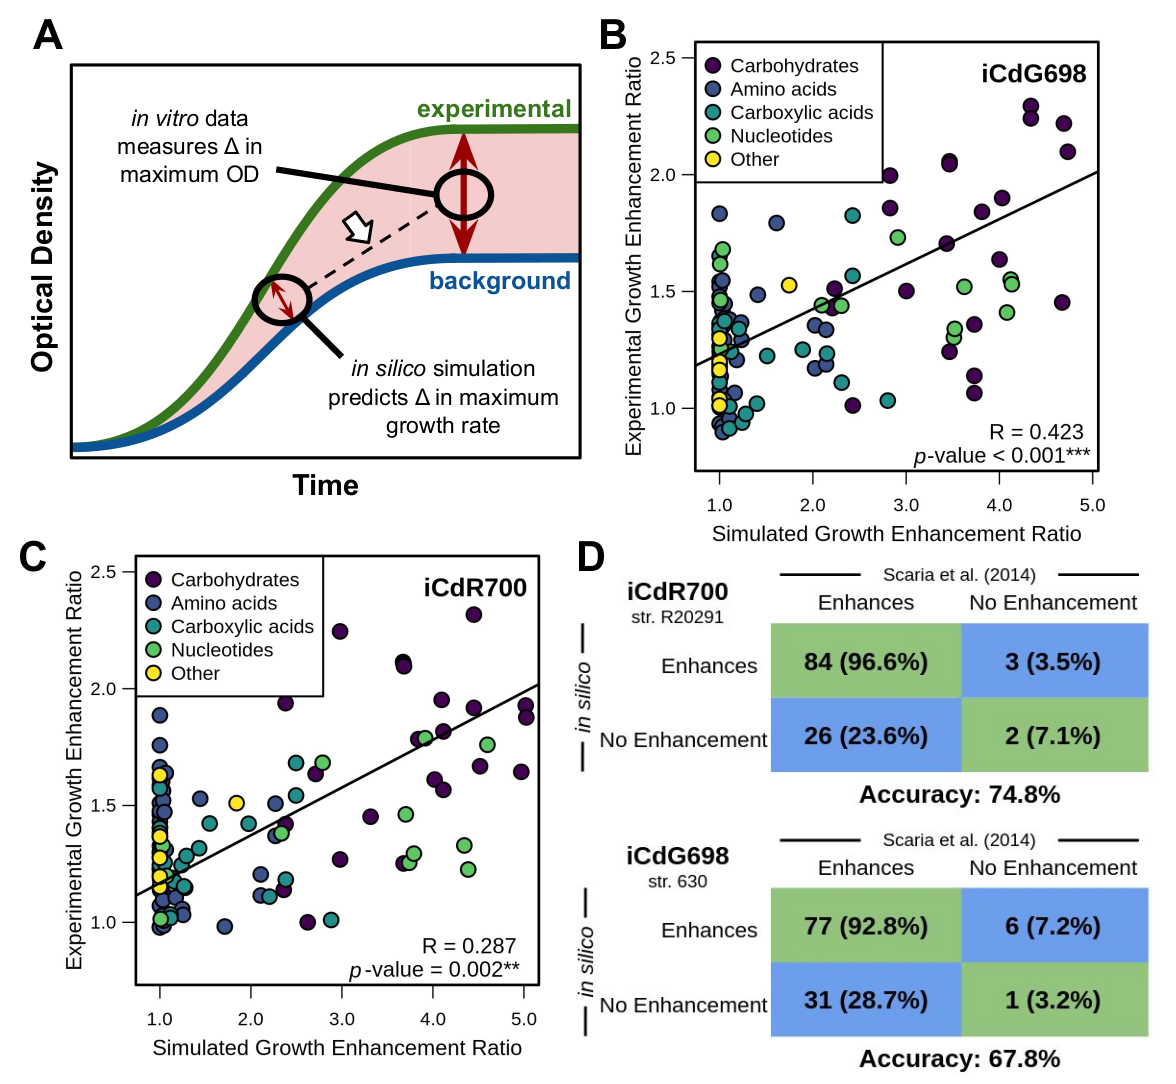 A
in vitro data
measures Δ in
maximum OD
experimental
background
in silico simulation
predicts Δ in maximum
growth rate
Optical Density
Time
B
Carbohydrates
Amino acids
Carboxylic acids
Nucleotides
Other
iCdG698
2.5
2.0
1.5
1.0
Experimental Growth Enhancement Ratio
R = 0.423
p-value < 0.001***
1.0 2.0 3.0 4.0 5.0
Simulated Growth Enhancement Ratio
C
Carbohydrates
Amino acids
Carboxylic acids
Nucleotides
Other
iCdR700
2.5
2.0
1.5
1.0
Experimental Growth Enhancement Ratio
R = 0.287
p-value = 0.002**
1.0 2.0 3.0 4.0 5.0
Simulated Growth Enhancement Ratio
D
iCdR700
str. R20291
Scaria et al. (2014)
Enhances No Enhancement
in silico
Enhances 84 (96.6%) 3 (3.5%)
No Enhancement 26 (23.6%) 2 (7.1%)
Accuracy: 74.8%
iCdG698
str. 630
Scaria et al. (2014)
Enhances No Enhancement
in silico
Enhances 77 (92.8%) 6 (7.2%)
No Enhancement 31 (28.7%) 1 (3.2%)
Accuracy: 67.8%